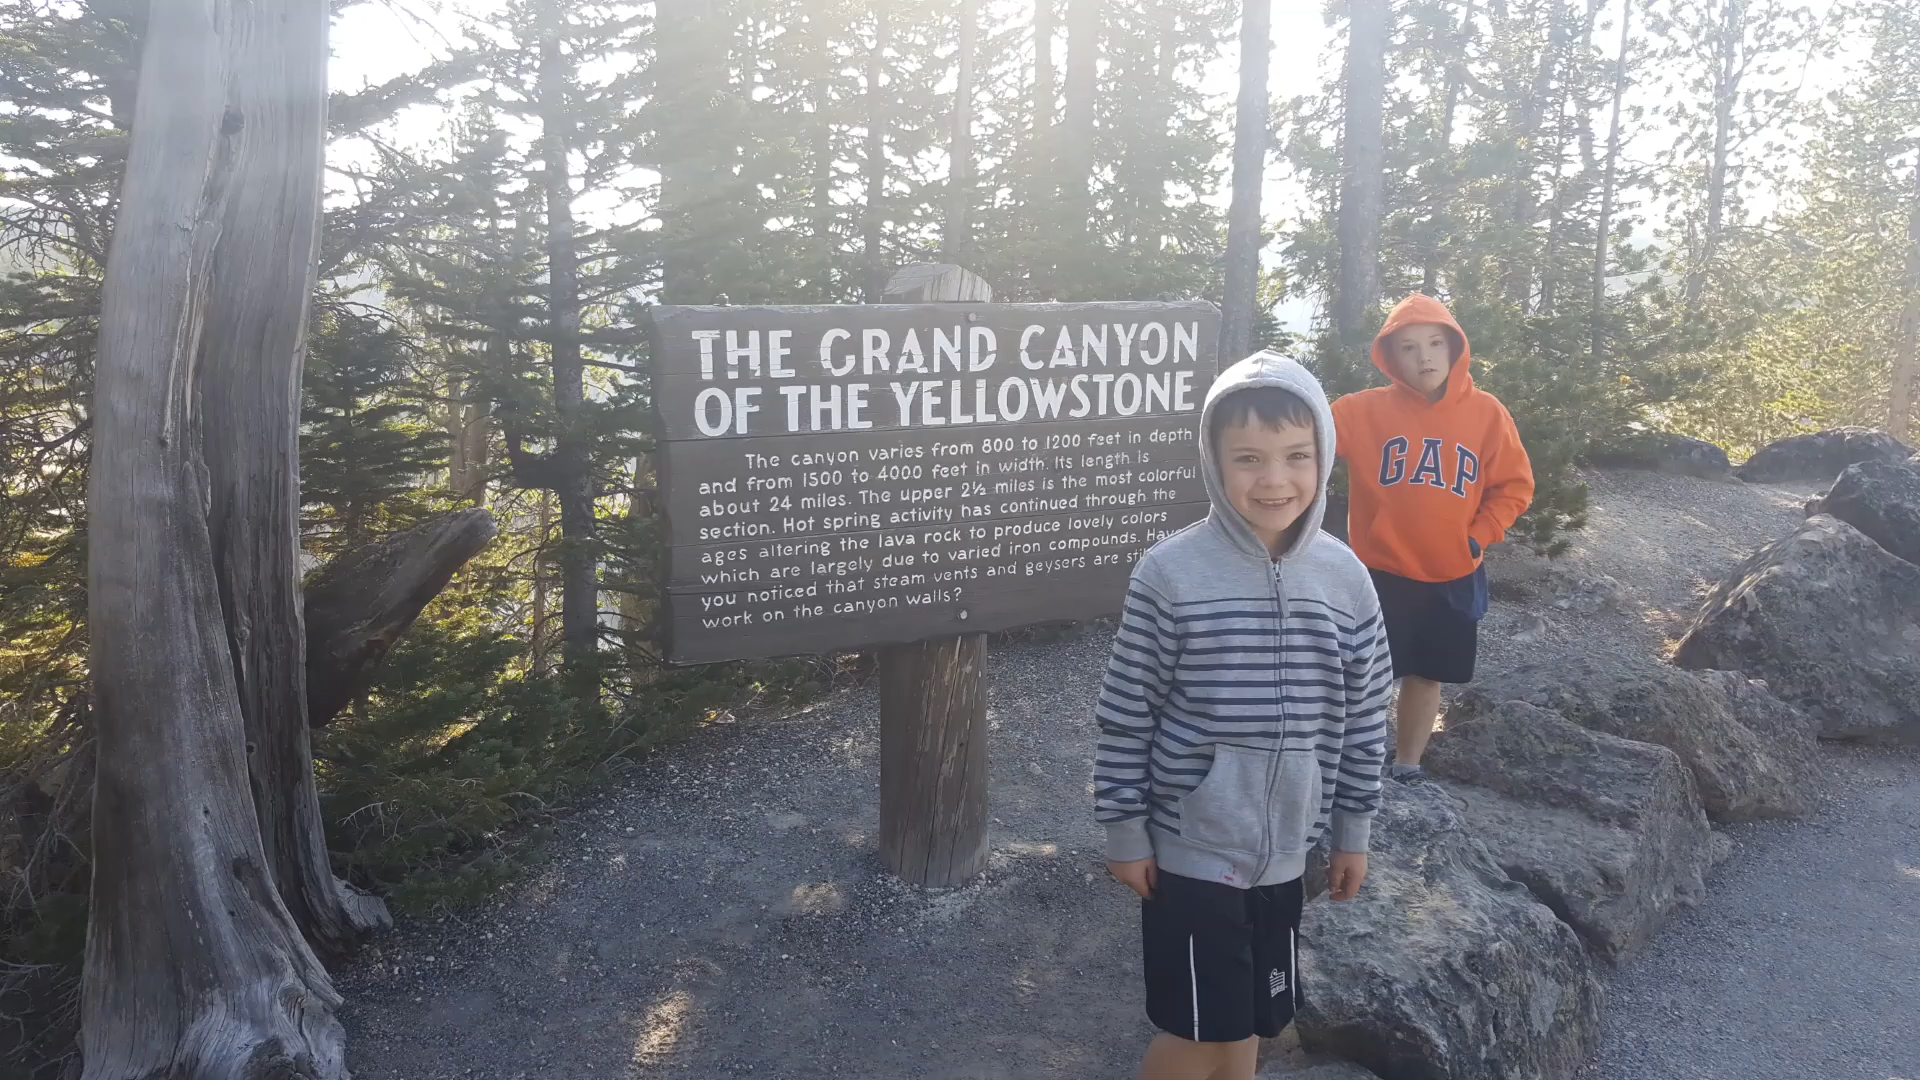 THE GRAND CANYON
OF THE YELLOWSTONE
The canyon varies from 800 to 1200 feet in depth
and from 1500 to 4000 feet in width. Its length is
about 24 miles. The upper 2½ miles is the most colorful
section. Hot spring activity has continued through the
ages altering the lava rock to produce lovely colors
which are largely due to varied iron compounds. Hav
you noticed that steam vents and geysers are sti
work on the canyon walls?
GAP